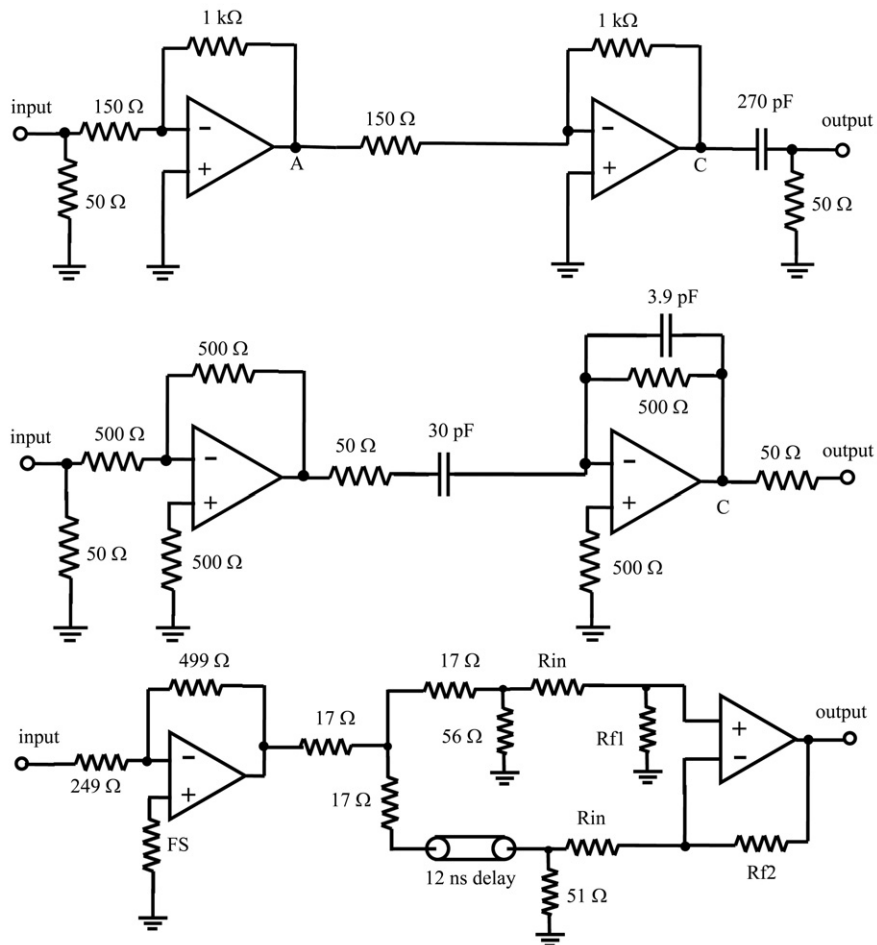 1 kΩ
1 kΩ
input
150 Ω
150 Ω
270 pF
output
A
C
50 Ω
50 Ω
3.9 pF
500 Ω
500 Ω
input
500 Ω
50 Ω
30 pF
50 Ω
output
C
50 Ω
500 Ω
500 Ω
499 Ω
17 Ω
Rin
input
17 Ω
output
56 Ω
Rf1
249 Ω
17 Ω
FS
Rin
12 ns delay
Rf2
51 Ω